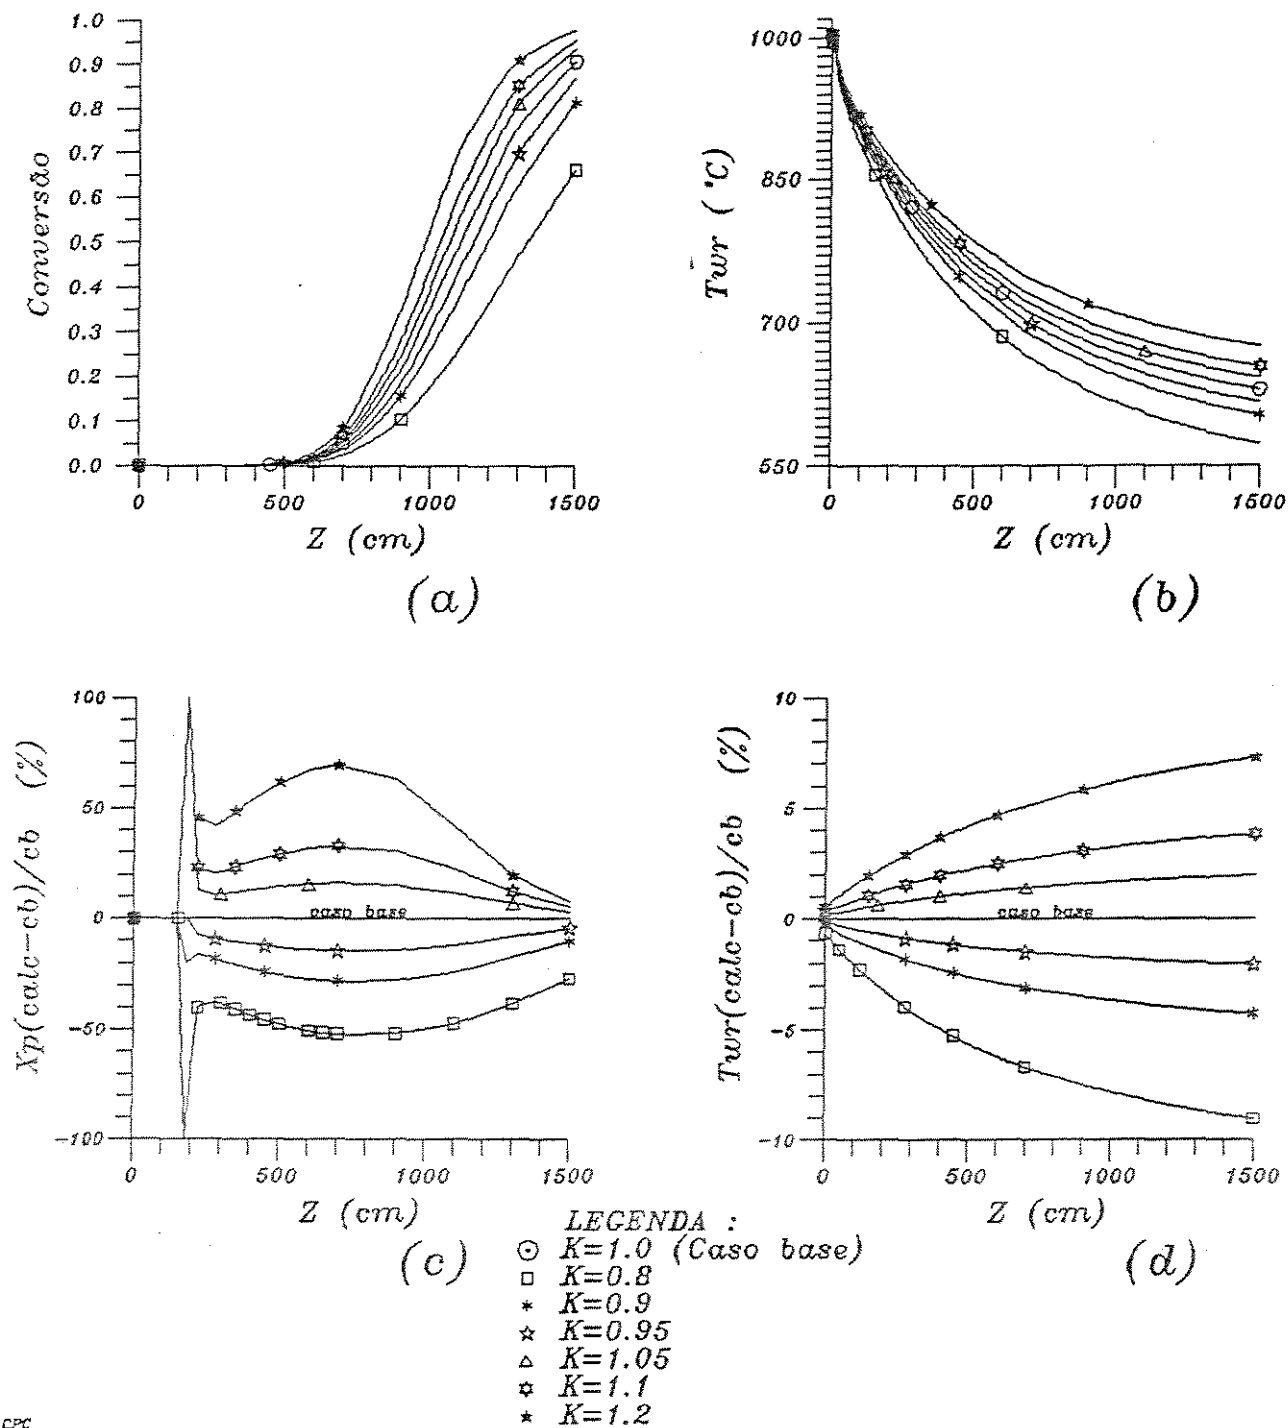 1.0
0.9
0.8
0.7
0.6
0.5
0.4
0.3
0.2
0.1
0.0
Conversão
0 500 1000 1500
Z (cm)
(a)
1000
850
700
550
Twr (°C)
0 500 1000 1500
Z (cm)
(b)
100
50
0
-50
-100
Xp(calc-cb)/cb (%)
caso base
0 500 1000 1500
Z (cm)
(c)
10
5
0
-5
-10
Twr(calc-cb)/cb (%)
caso base
0 500 1000 1500
Z (cm)
(d)
LEGENDA :
K=1.0 (Caso base)
K=0.8
K=0.9
K=0.95
K=1.05
K=1.1
K=1.2
CPC